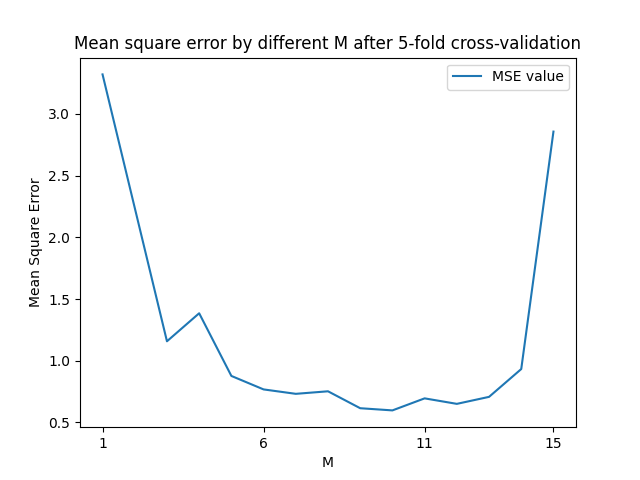 Mean square error by different M after 5-fold cross-validation
MSE value
Mean Square Error
3.0
2.5
2.0
1.5
1.0
0.5
1
6
11
15
M